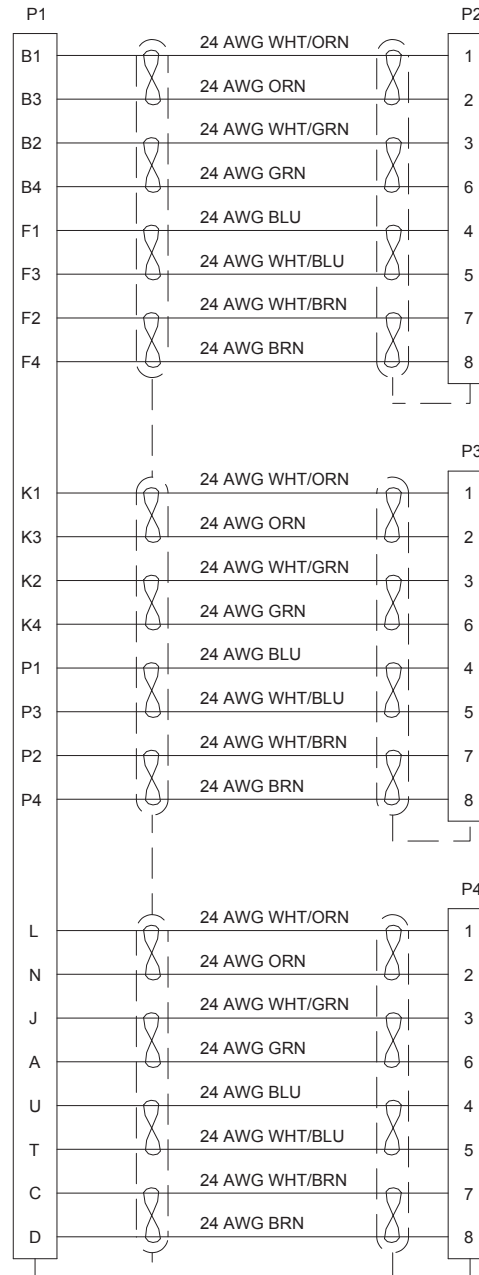 P1 P2
B1 24 AWG WHT/ORN 1
B3 24 AWG ORN 2
B2 24 AWG WHT/GRN 3
B4 24 AWG GRN 6
F1 24 AWG BLU 4
F3 24 AWG WHT/BLU 5
F2 24 AWG WHT/BRN 7
F4 24 AWG BRN 8
P3
K1 24 AWG WHT/ORN 1
K3 24 AWG ORN 2
K2 24 AWG WHT/GRN 3
K4 24 AWG GRN 6
P1 24 AWG BLU 4
P3 24 AWG WHT/BLU 5
P2 24 AWG WHT/BRN 7
P4 24 AWG BRN 8
P4
L 24 AWG WHT/ORN 1
N 24 AWG ORN 2
J 24 AWG WHT/GRN 3
A 24 AWG GRN 6
U 24 AWG BLU 4
T 24 AWG WHT/BLU 5
C 24 AWG WHT/BRN 7
D 24 AWG BRN 8